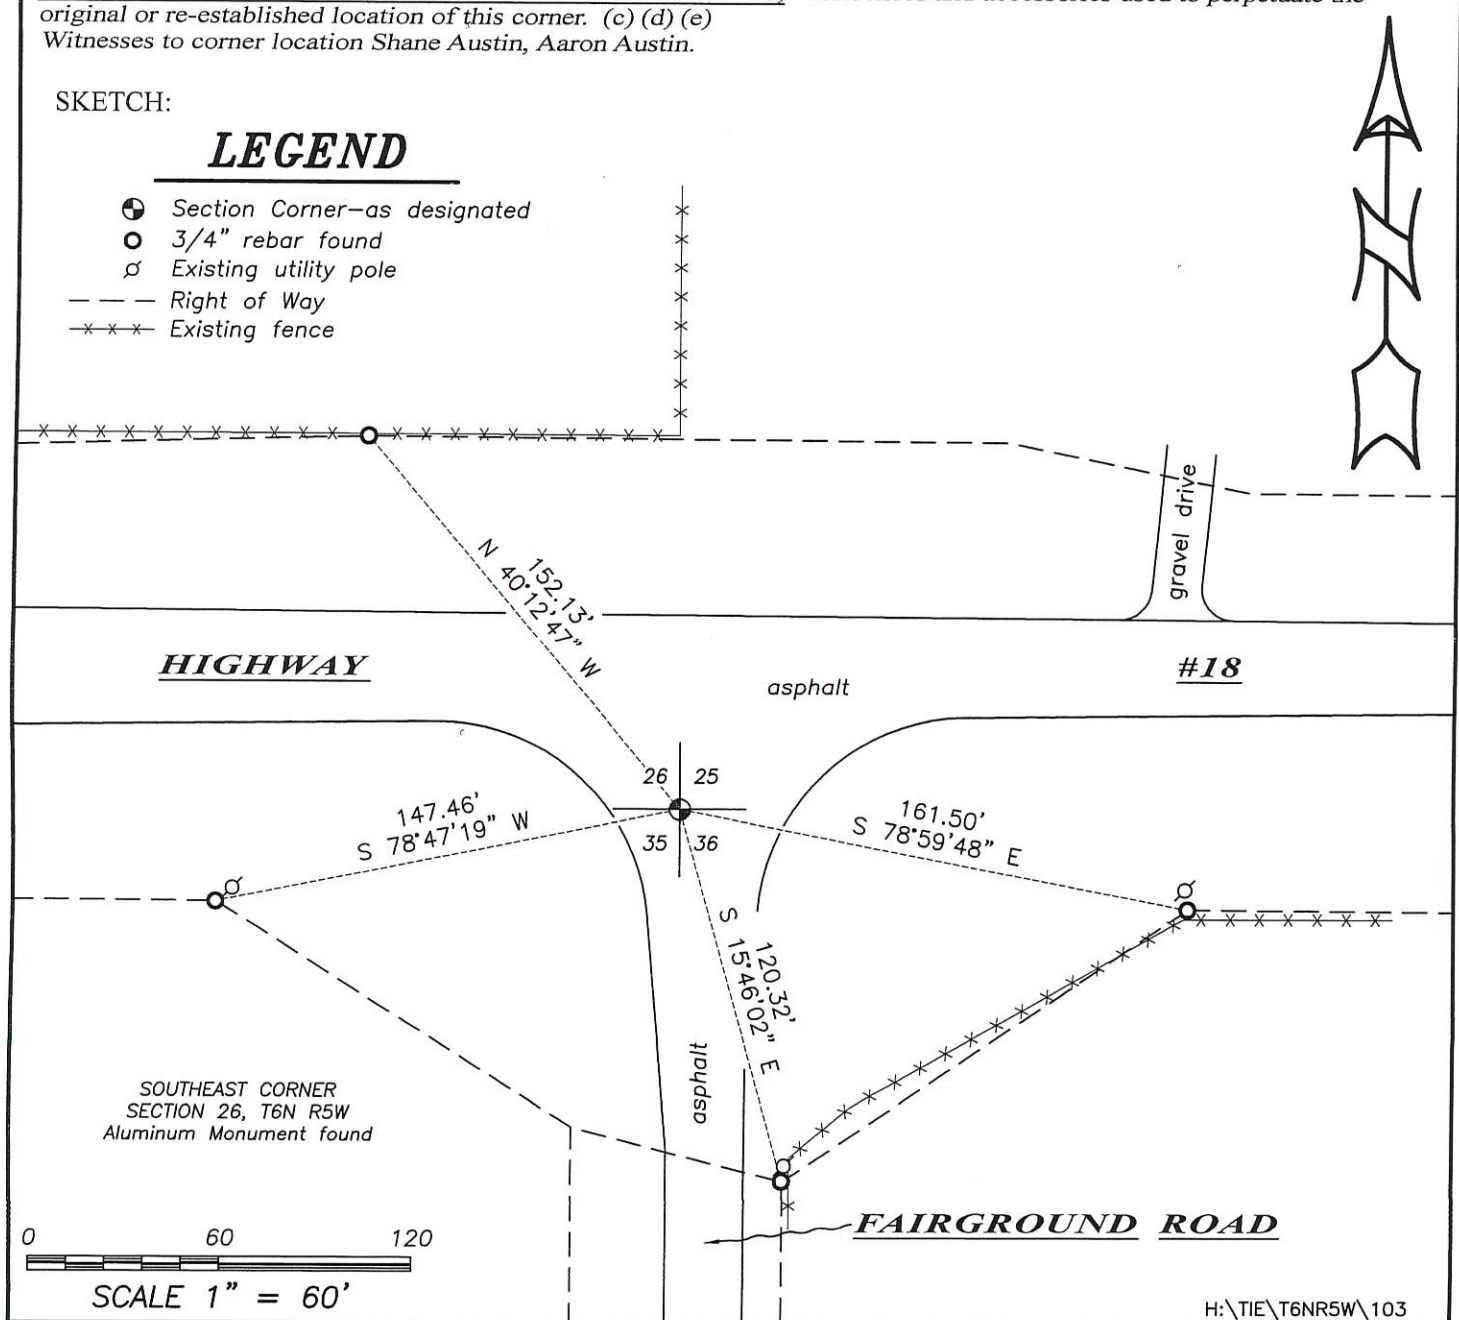 original or re-established location of this corner. (c) (d) (e)
Witnesses to corner location Shane Austin, Aaron Austin.
SKETCH:
LEGEND
Section Corner-as designated
3/4" rebar found
Existing utility pole
Right of Way
Existing fence
N
152.13'
N 40°12'47" W
gravel drive
HIGHWAY
#18
asphalt
26 25
35 36
147.46'
S 78°47'19" W
161.50'
S 78°59'48" E
120.32'
S 15°46'02" E
asphalt
SOUTHEAST CORNER
SECTION 26, T6N R5W
Aluminum Monument found
FAIRGROUND ROAD
0 60 120
SCALE 1" = 60'
H:\TIE\T6NR5W\103